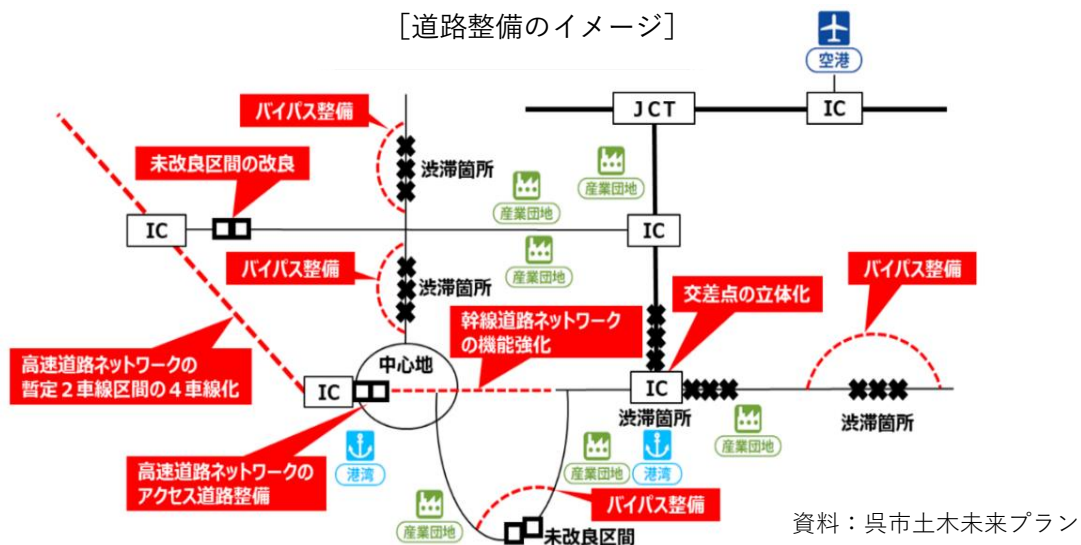 ［道路整備のイメージ］
空港
バイパス整備
JCT
IC
未改良区間の改良
渋滞箇所
産業団地
産業団地
IC
IC
産業団地
バイパス整備
渋滞箇所
交差点の立体化
バイパス整備
幹線道路ネットワーク
の機能強化
高速道路ネットワークの
暫定２車線区間の４車線化
中心地
IC
IC
渋滞箇所
渋滞箇所
産業団地
港湾
産業団地
港湾
高速道路ネットワークの
アクセス道路整備
バイパス整備
産業団地
未改良区間
資料：呉市土木未来プラン